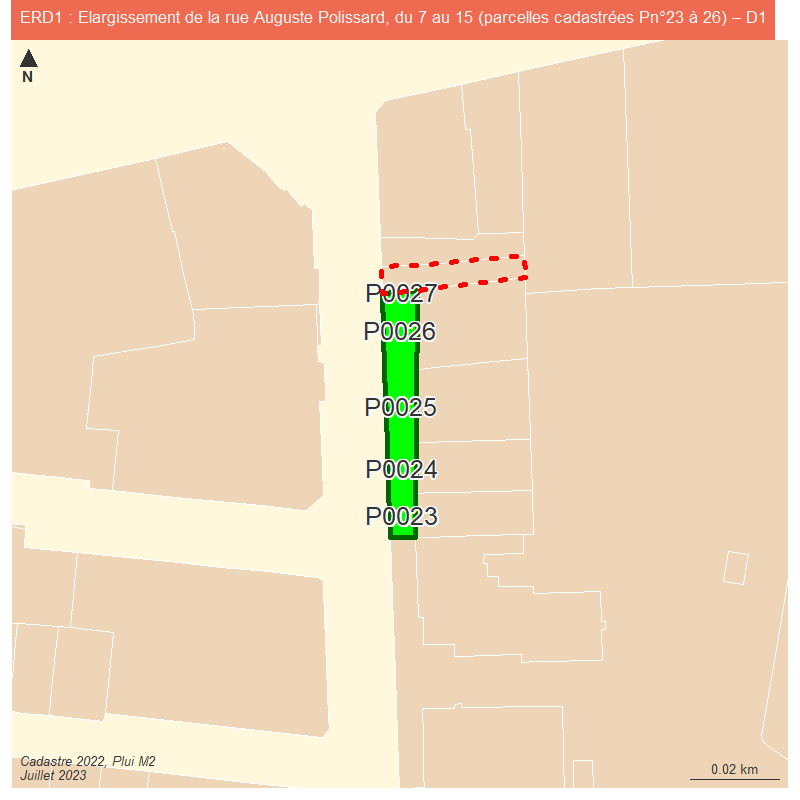 ERD1 : Elargissement de la rue Auguste Polissard, du 7 au 15 (parcelles cadastrées Pn°23 à 26) – D1
N
P0027
P0026
P0025
P0024
P0023
Cadastre 2022, Plui M2
Juillet 2023
0.02 km